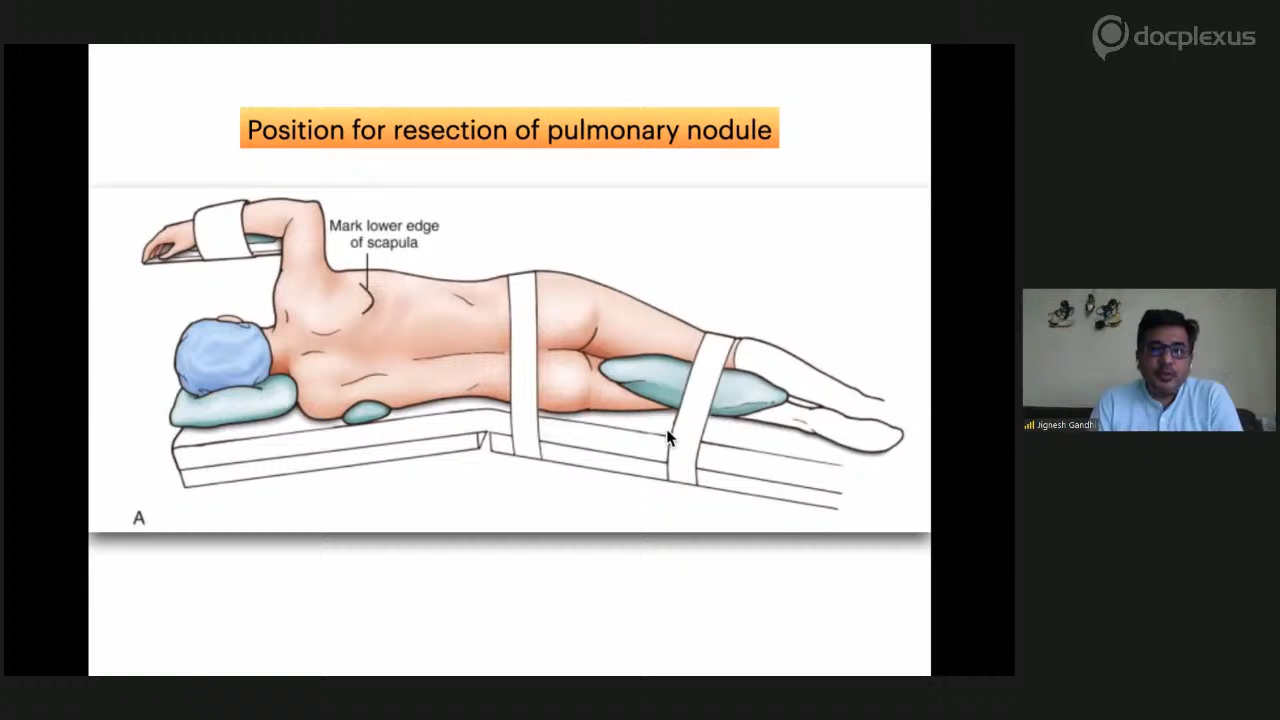 docplexus
Position for resection of pulmonary nodule
Mark lower edge
of scapula
A
Jignesh Gandhi